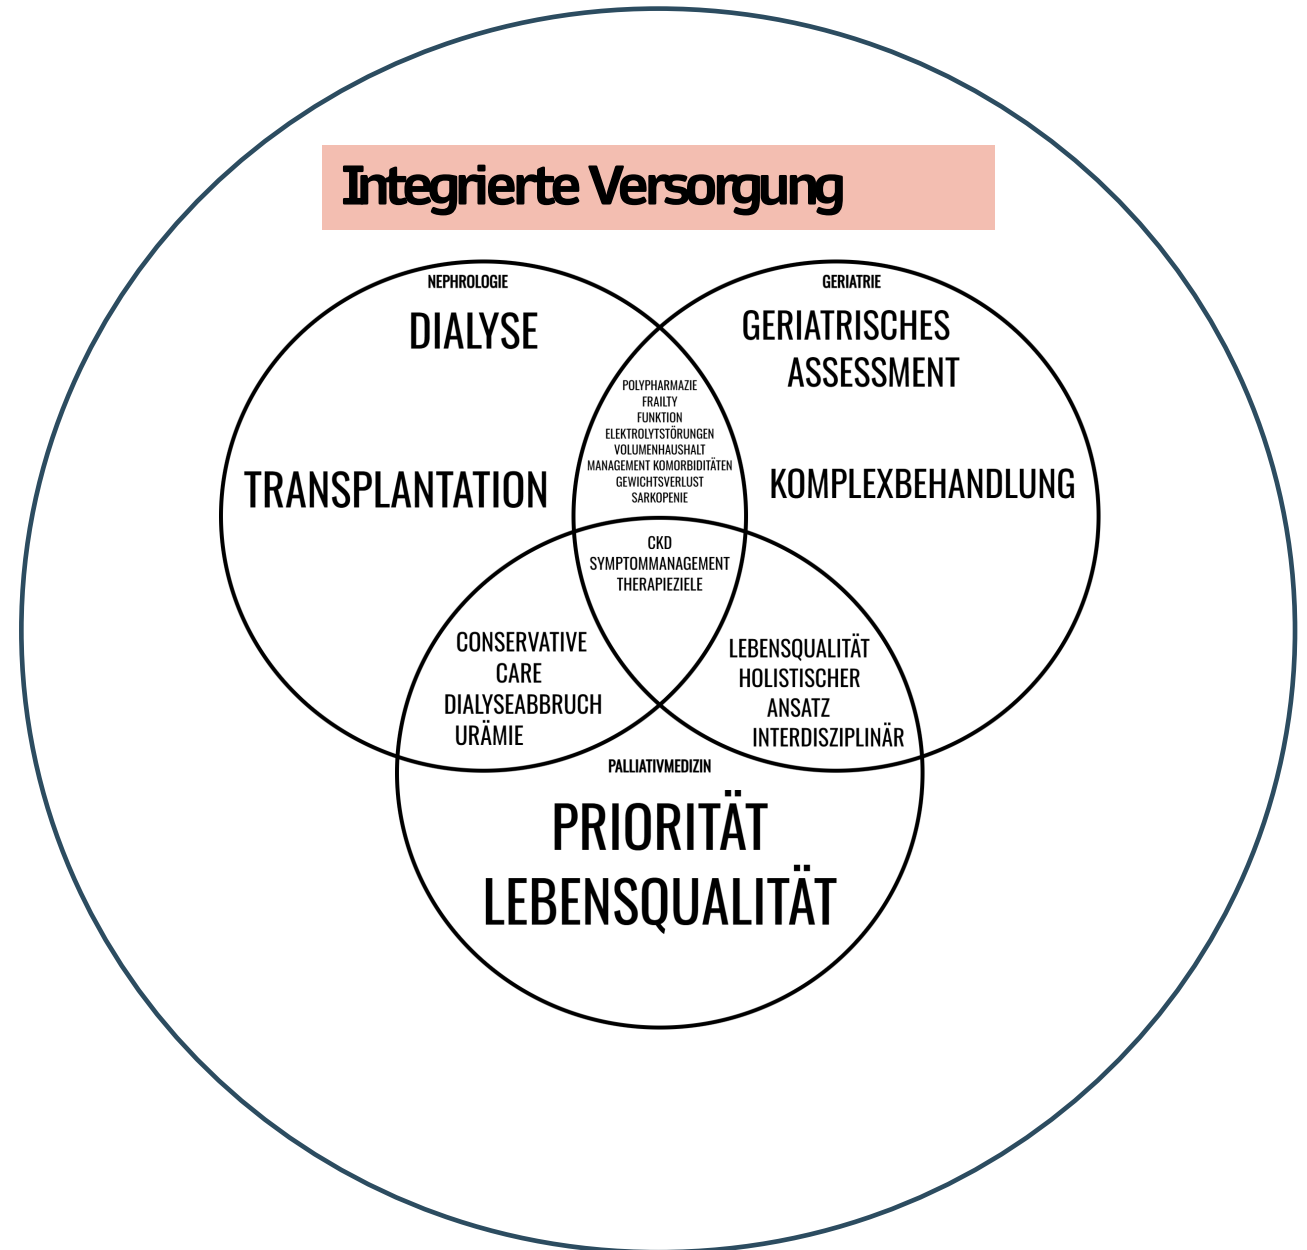 Integrierte Versorgung
NEPHROLOGIE
DIALYSE
TRANSPLANTATION
GERIATRIE
GERIATRISCHES
ASSESSMENT
KOMPLEXBEHANDLUNG
POLYPHARMAZIE
FRAILTY
FUNKTION
ELEKTROLYTSTÖRUNGEN
VOLUMENHAUSHALT
MANAGEMENT KOMORBIDITÄTEN
GEWICHTSVERLUST
SARKOPENIE
CKD
SYMPTOMMANAGEMENT
THERAPIEZIELE
CONSERVATIVE
CARE
DIALYSEABBRUCH
URÄMIE
LEBENSQUALITÄT
HOLISTISCHER
ANSATZ
INTERDISZIPLINÄR
PALLIATIVMEDIZIN
PRIORITÄT
LEBENSQUALITÄT